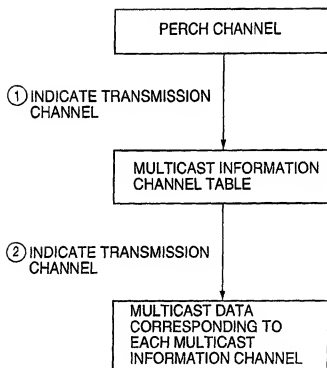 PERCH CHANNEL
① INDICATE TRANSMISSION
CHANNEL
MULTICAST INFORMATION
CHANNEL TABLE
② INDICATE TRANSMISSION
CHANNEL
MULTICAST DATA
CORRESPONDING TO
EACH MULTICAST
INFORMATION CHANNEL